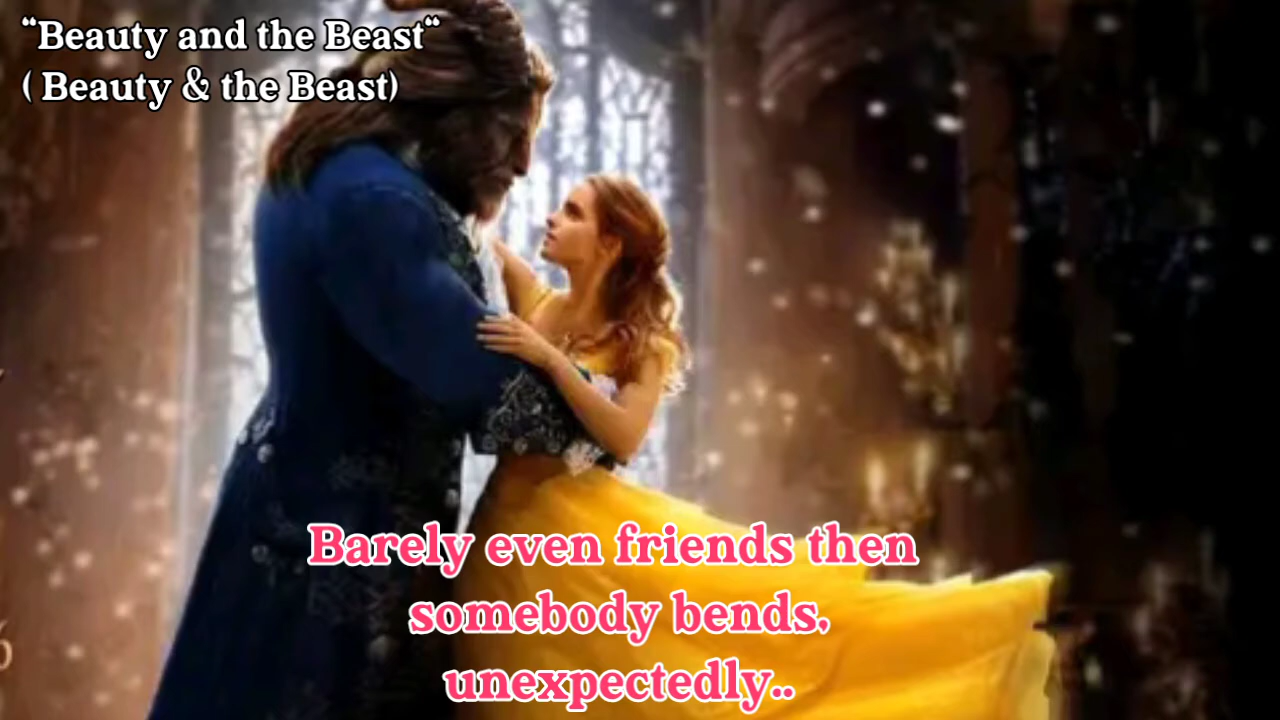 “Beauty and the Beast“
( Beauty & the Beast)
Barely even friends then
somebody bends,
unexpectedly..